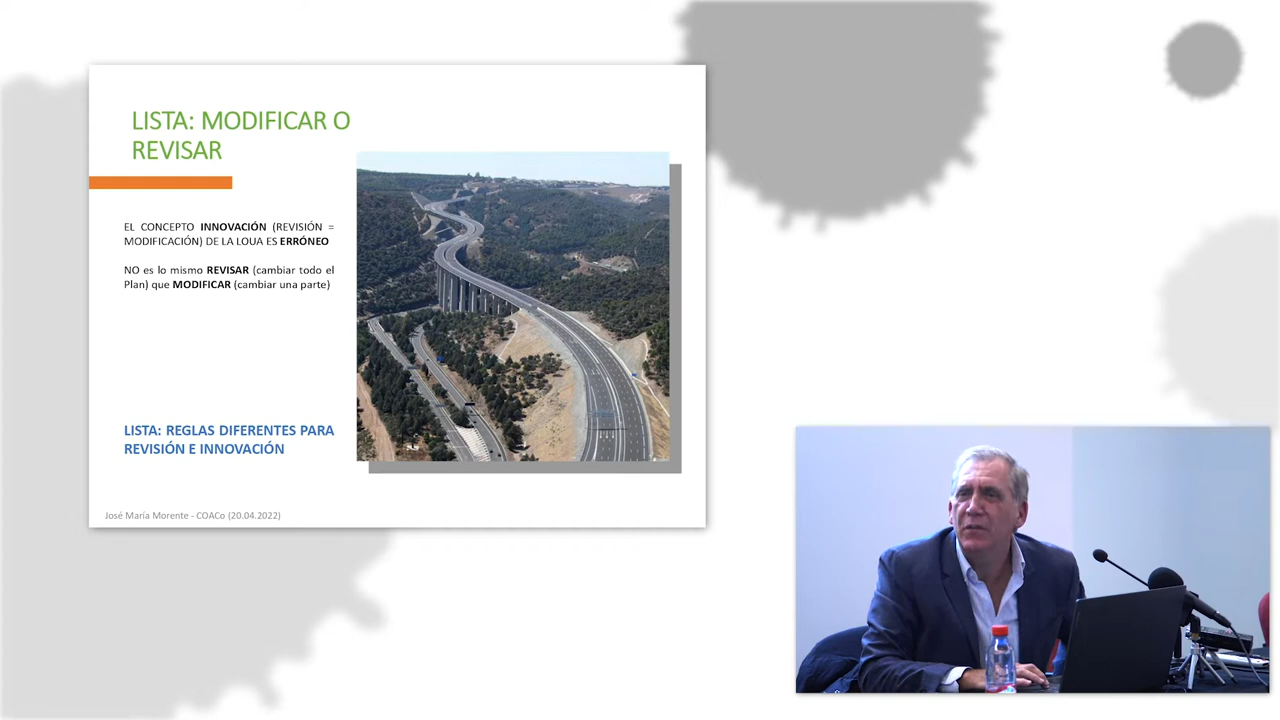 LISTA: MODIFICAR O
REVISAR
EL CONCEPTO INNOVACIÓN (REVISIÓN =
MODIFICACIÓN) DE LA LOUA ES ERRÓNEO
NO es lo mismo REVISAR (cambiar todo el
Plan) que MODIFICAR (cambiar una parte)
LISTA: REGLAS DIFERENTES PARA
REVISIÓN E INNOVACIÓN
José María Morente - COACo (20.04.2022)